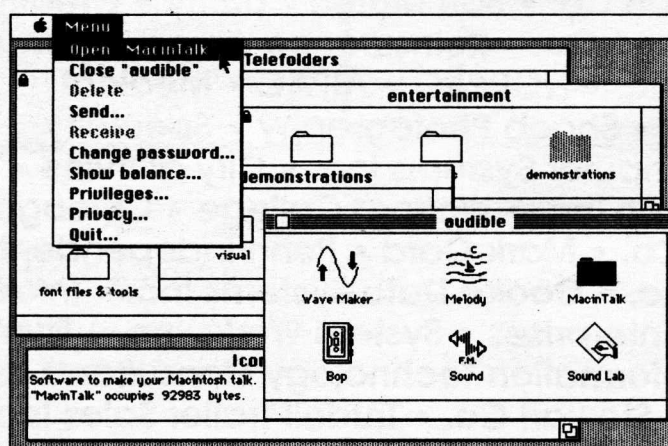 Menu
Open "MacinTalk"
Close "audible"
Delete
Send...
Receive
Change password...
Show balance...
Privileges...
Privacy...
Quit...
Telefolders
entertainment
demonstrations
demonstrations
visual
font files & tools
audible
Wave Maker
Melody
MacinTalk
Bop
F.M.
Sound
Sound Lab
Icon
Software to make your Macintosh talk.
"MacinTalk" occupies 92983 bytes.